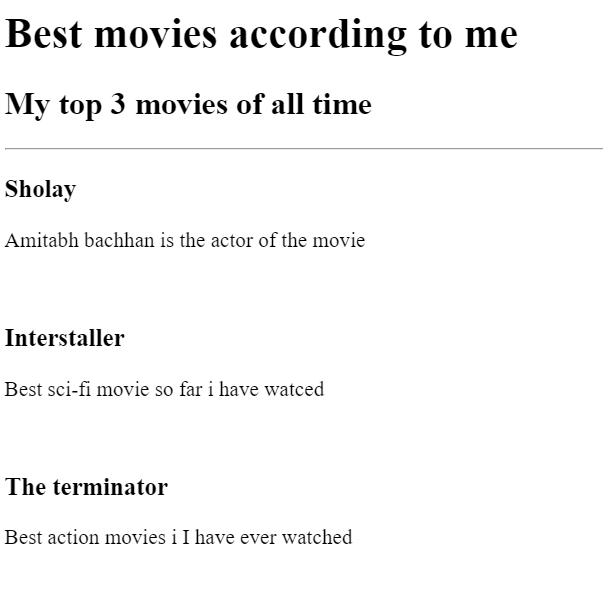 Best movies according to me
My top 3 movies of all time
Sholay
Amitabh bachhan is the actor of the movie
Interstaller
Best sci-fi movie so far i have watced
The terminator
Best action movies i I have ever watched